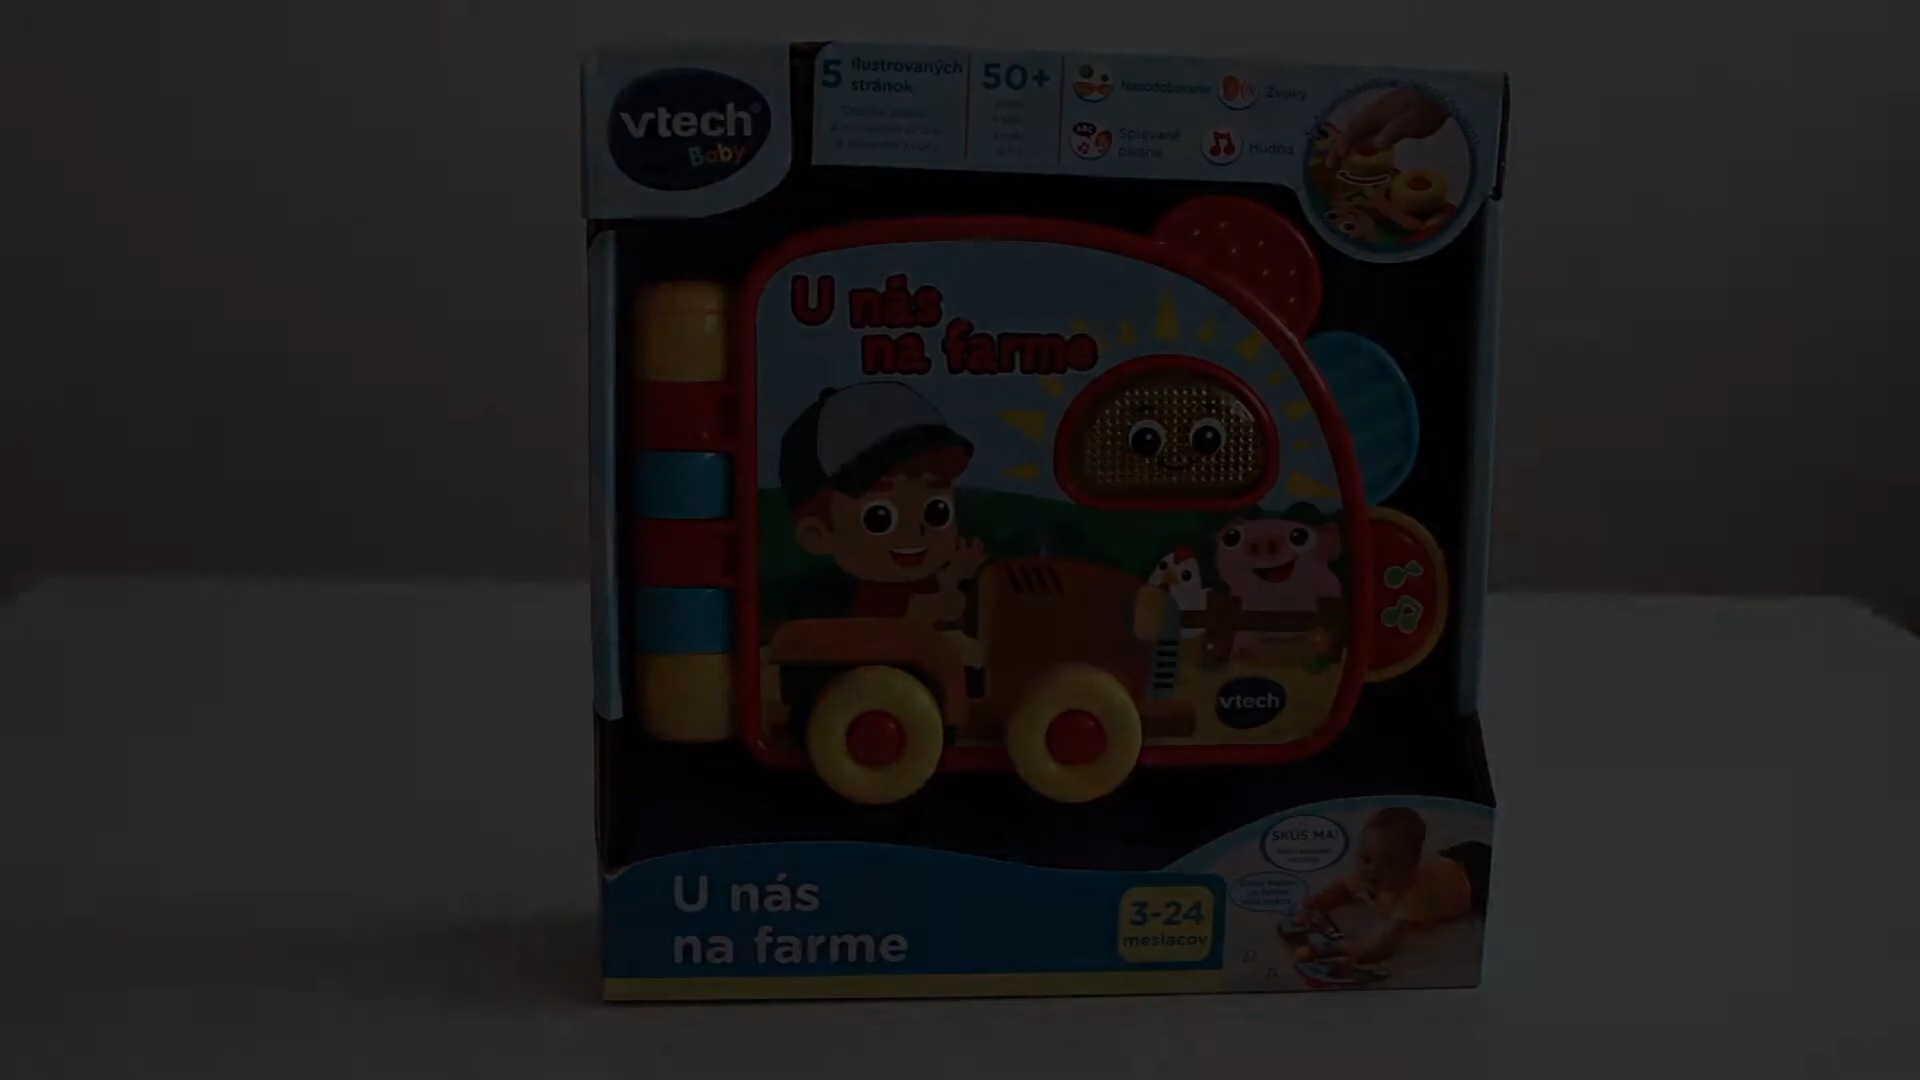 vtech
Baby
5 ilustrovaných
stránok
50+
Napodobovanie
Zvuky
Spievané
piesne
Hudba
U nás
na farme
vtech
SKÚS MA!
U nás
na farme
3-24
mesiacov